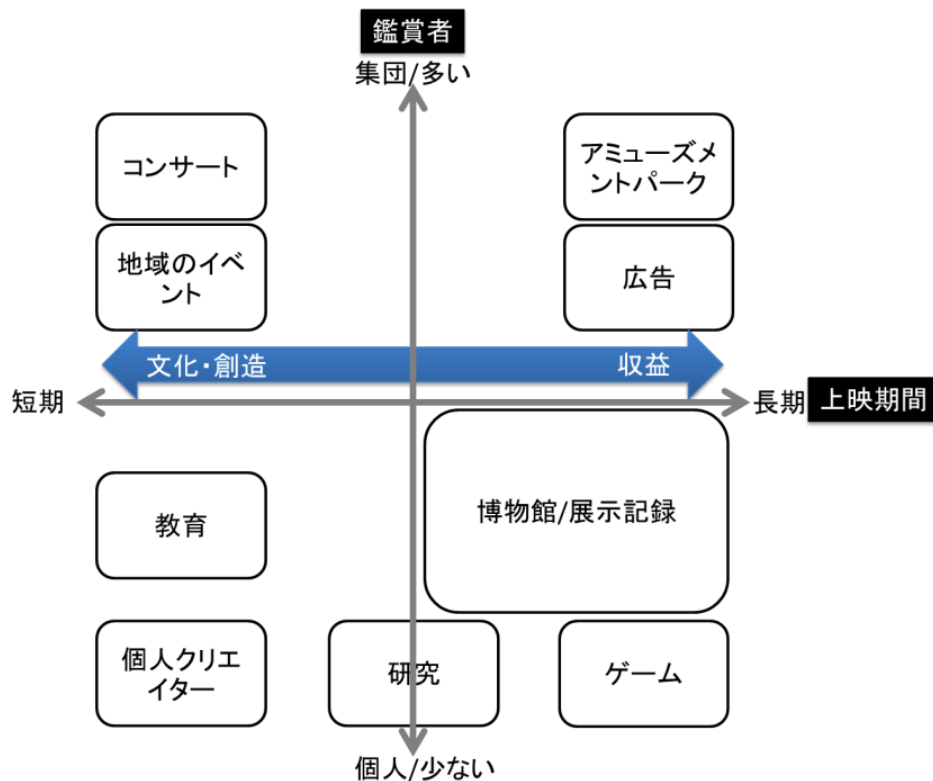 鑑賞者
集団/多い
コンサート
アミューズメ
ントパーク
地域のイベ
ント
広告
文化・創造
収益
短期
長期
上映期間
教育
博物館/展示記録
個人クリエ
イター
研究
ゲーム
個人/少ない